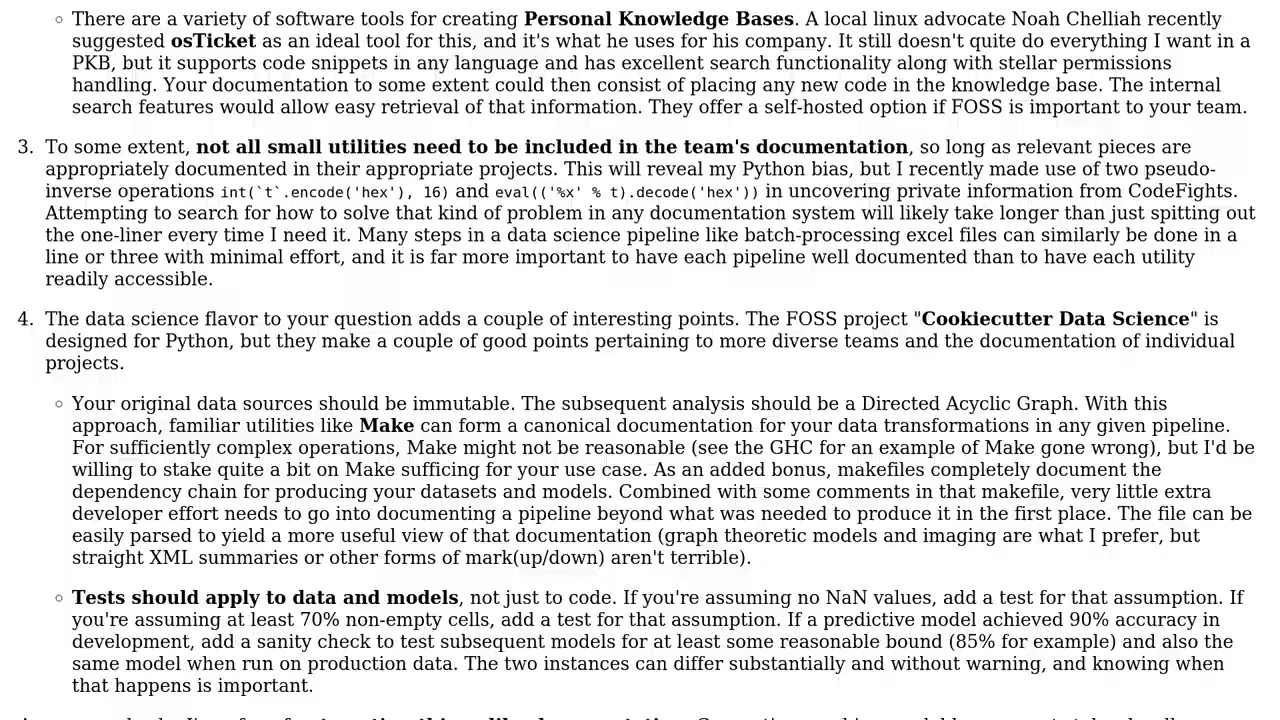 ◦ There are a variety of software tools for creating Personal Knowledge Bases. A local linux advocate Noah Chelliah recently
suggested osTicket as an ideal tool for this, and it's what he uses for his company. It still doesn't quite do everything I want in a
PKB, but it supports code snippets in any language and has excellent search functionality along with stellar permissions
handling. Your documentation to some extent could then consist of placing any new code in the knowledge base. The internal
search features would allow easy retrieval of that information. They offer a self-hosted option if FOSS is important to your team.
3. To some extent, not all small utilities need to be included in the team's documentation, so long as relevant pieces are
appropriately documented in their appropriate projects. This will reveal my Python bias, but I recently made use of two pseudo-
inverse operations int(`t`.encode('hex'), 16) and eval(('%x' % t).decode('hex')) in uncovering private information from CodeFights.
Attempting to search for how to solve that kind of problem in any documentation system will likely take longer than just spitting out
the one-liner every time I need it. Many steps in a data science pipeline like batch-processing excel files can similarly be done in a
line or three with minimal effort, and it is far more important to have each pipeline well documented than to have each utility
readily accessible.
4. The data science flavor to your question adds a couple of interesting points. The FOSS project "Cookiecutter Data Science" is
designed for Python, but they make a couple of good points pertaining to more diverse teams and the documentation of individual
projects.
◦ Your original data sources should be immutable. The subsequent analysis should be a Directed Acyclic Graph. With this
approach, familiar utilities like Make can form a canonical documentation for your data transformations in any given pipeline.
For sufficiently complex operations, Make might not be reasonable (see the GHC for an example of Make gone wrong), but I'd be
willing to stake quite a bit on Make sufficing for your use case. As an added bonus, makefiles completely document the
dependency chain for producing your datasets and models. Combined with some comments in that makefile, very little extra
developer effort needs to go into documenting a pipeline beyond what was needed to produce it in the first place. The file can be
easily parsed to yield a more useful view of that documentation (graph theoretic models and imaging are what I prefer, but
straight XML summaries or other forms of mark(up/down) aren't terrible).
◦ Tests should apply to data and models, not just to code. If you're assuming no NaN values, add a test for that assumption. If
you're assuming at least 70% non-empty cells, add a test for that assumption. If a predictive model achieved 90% accuracy in
development, add a sanity check to test subsequent models for at least some reasonable bound (85% for example) and also the
same model when run on production data. The two instances can differ substantially and without warning, and knowing when
that happens is important.